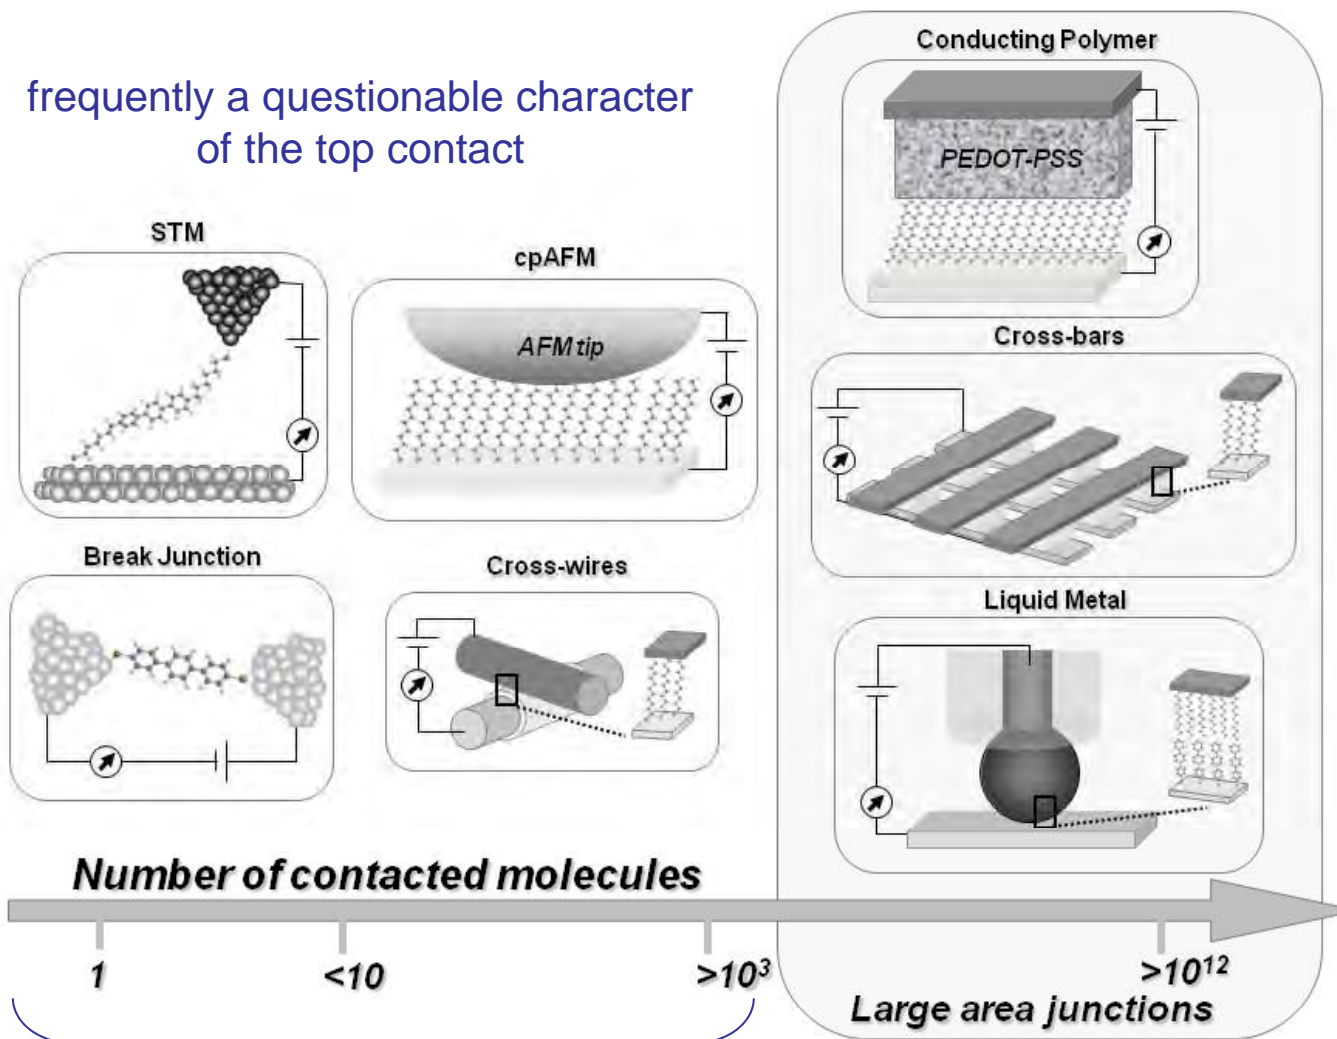 frequently a questionable character
of the top contact
STM
cpAFM
AFM tip
Break Junction
Cross-wires
Conducting Polymer
PEDOT-PSS
Cross-bars
Liquid Metal
Number of contacted molecules
1
<10
>10³
>10¹²
Large area junctions